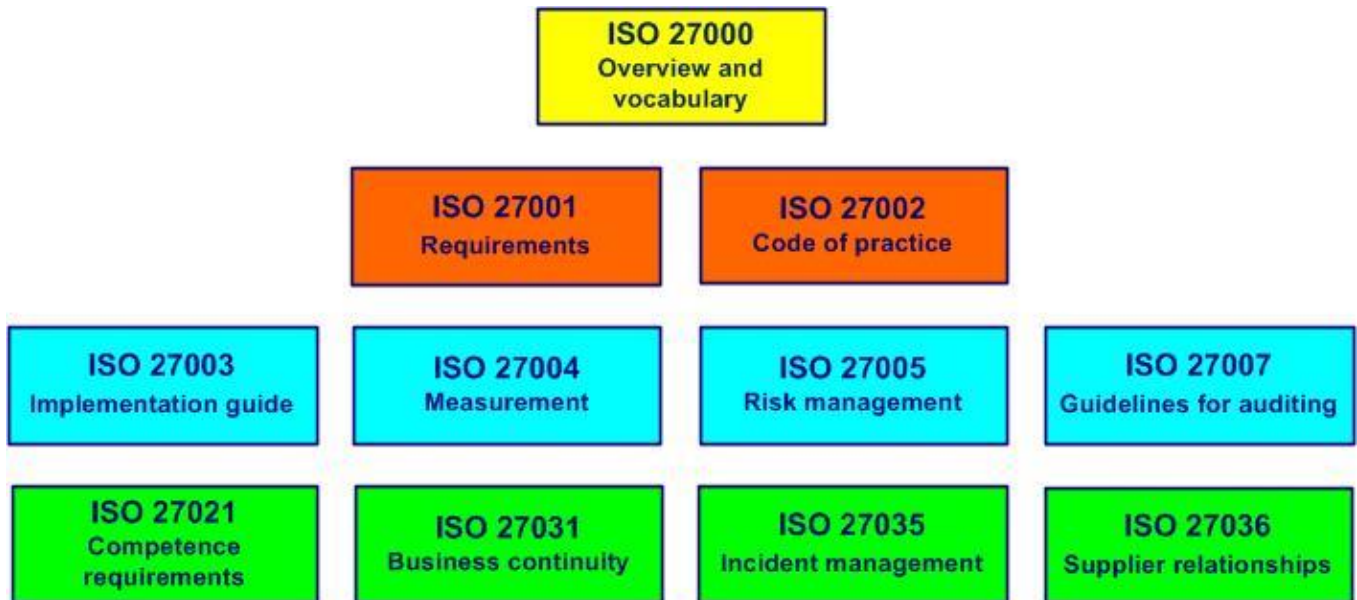 ISO 27000
Overview and
vocabulary
ISO 27001
Requirements
ISO 27002
Code of practice
ISO 27003
Implementation guide
ISO 27004
Measurement
ISO 27005
Risk management
ISO 27007
Guidelines for auditing
ISO 27021
Competence
requirements
ISO 27031
Business continuity
ISO 27035
Incident management
ISO 27036
Supplier relationships